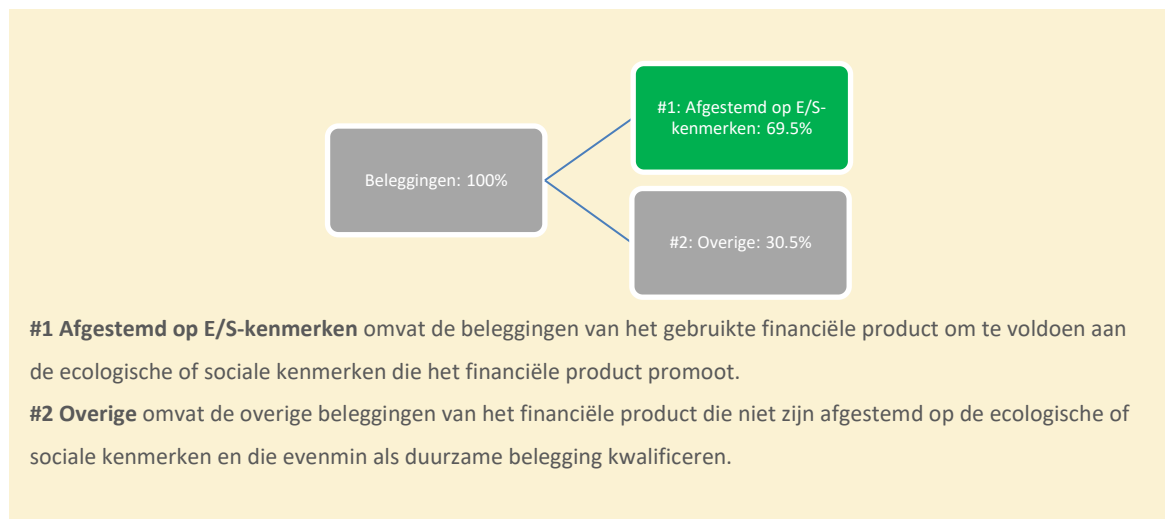 #1: Afgestemd op E/S-
kenmerken: 69.5%
Beleggingen: 100%
#2: Overige: 30.5%
#1 Afgestemd op E/S-kenmerken omvat de beleggingen van het gebruikte financiële product om te voldoen aan
de ecologische of sociale kenmerken die het financiële product promoot.
#2 Overige omvat de overige beleggingen van het financiële product die niet zijn afgestemd op de ecologische of
sociale kenmerken en die evenmin als duurzame belegging kwalificeren.